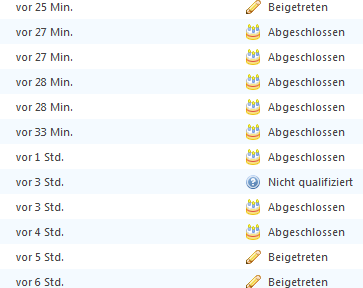 vor 25 Min. Beigetreten
vor 27 Min. Abgeschlossen
vor 27 Min. Abgeschlossen
vor 28 Min. Abgeschlossen
vor 28 Min. Abgeschlossen
vor 33 Min. Abgeschlossen
vor 1 Std. Abgeschlossen
vor 3 Std. Nicht qualifiziert
vor 3 Std. Abgeschlossen
vor 4 Std. Abgeschlossen
vor 5 Std. Beigetreten
vor 6 Std. Beigetreten